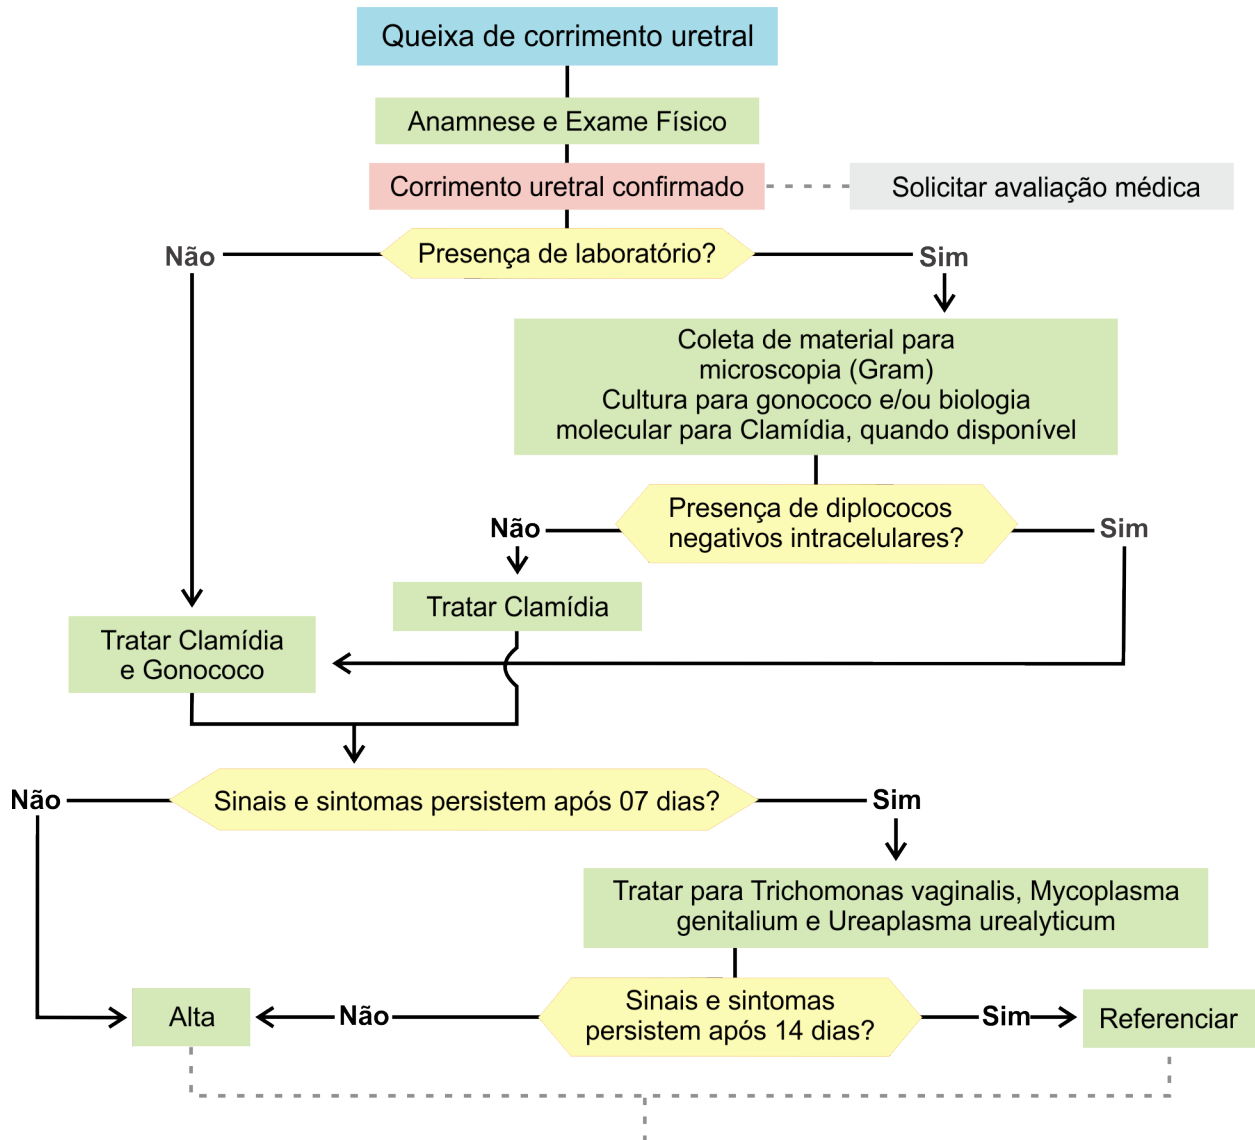 Queixa de corrimento uretral
Anamnese e Exame Físico
Corrimento uretral confirmado
Solicitar avaliação médica
Não
Presença de laboratório?
Sim
Coleta de material para
microscopia (Gram)
Cultura para gonococo e/ou biologia
molecular para Clamídia, quando disponível
Não
Presença de diplococos
negativos intracelulares?
Sim
Tratar Clamídia
Tratar Clamídia
e Gonococo
Não
Sinais e sintomas persistem após 07 dias?
Sim
Tratar para Trichomonas vaginalis, Mycoplasma
genitalium e Ureaplasma urealyticum
Alta
Não
Sinais e sintomas
persistem após 14 dias?
Sim
Referenciar